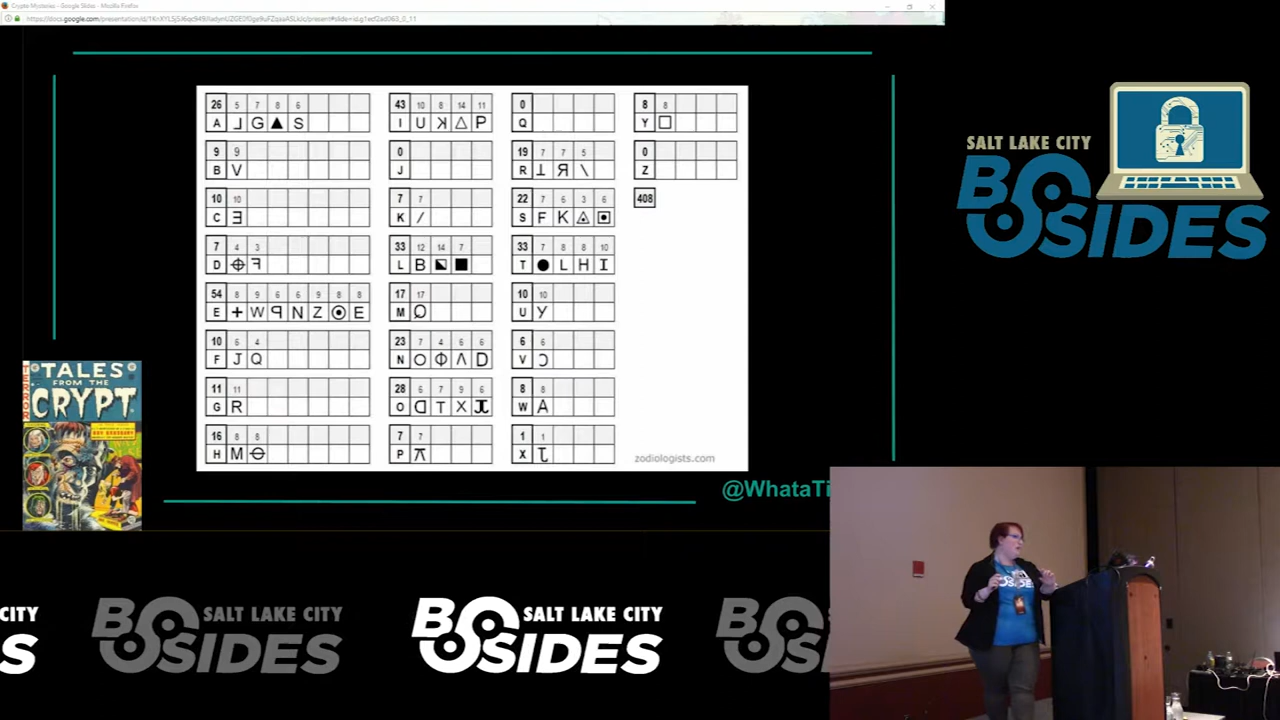 Crypto Mysteries - Google Slides - Mozilla Firefox
26 5 7 8 6
A ⅃ G ▲ S
9 9
B V
10 10
C Ǝ
7 4 3
D ⌖ ꟻ
54 8 9 6 6 9 8 8
E + W ꟼ N Z ⊙ E
10 6 4
F J Q
11 11
G R
16 8 8
H M ⊖
43 10 8 14 11
I U ꓘ △ P
0
J
7 7
K /
33 12 14 7
L B ◪ ■
17 17
M Ϙ
23 7 4 6 6
N O Φ Λ D
28 6 7 9 6
O ᗡ T X
7 7
P π
0
Q
19 7 7 5
R ⊥ Я \
22 7 6 3 6
S F K ◬ ▣
33 7 8 8 10
T ● L H I
10 10
U y
6 6
V Ɔ
8 8
W A
1 1
X Ʈ
8 8
Y □
0
Z
408
zodiologists.com
@WhataTi
TERROR
TALES
FROM THE
CRYPT
SALT LAKE CITY
BSIDES
CITY
S
BSIDES
SALT LAKE CITY
BSIDES
SALT LAKE CITY
BSIDES
SIDES